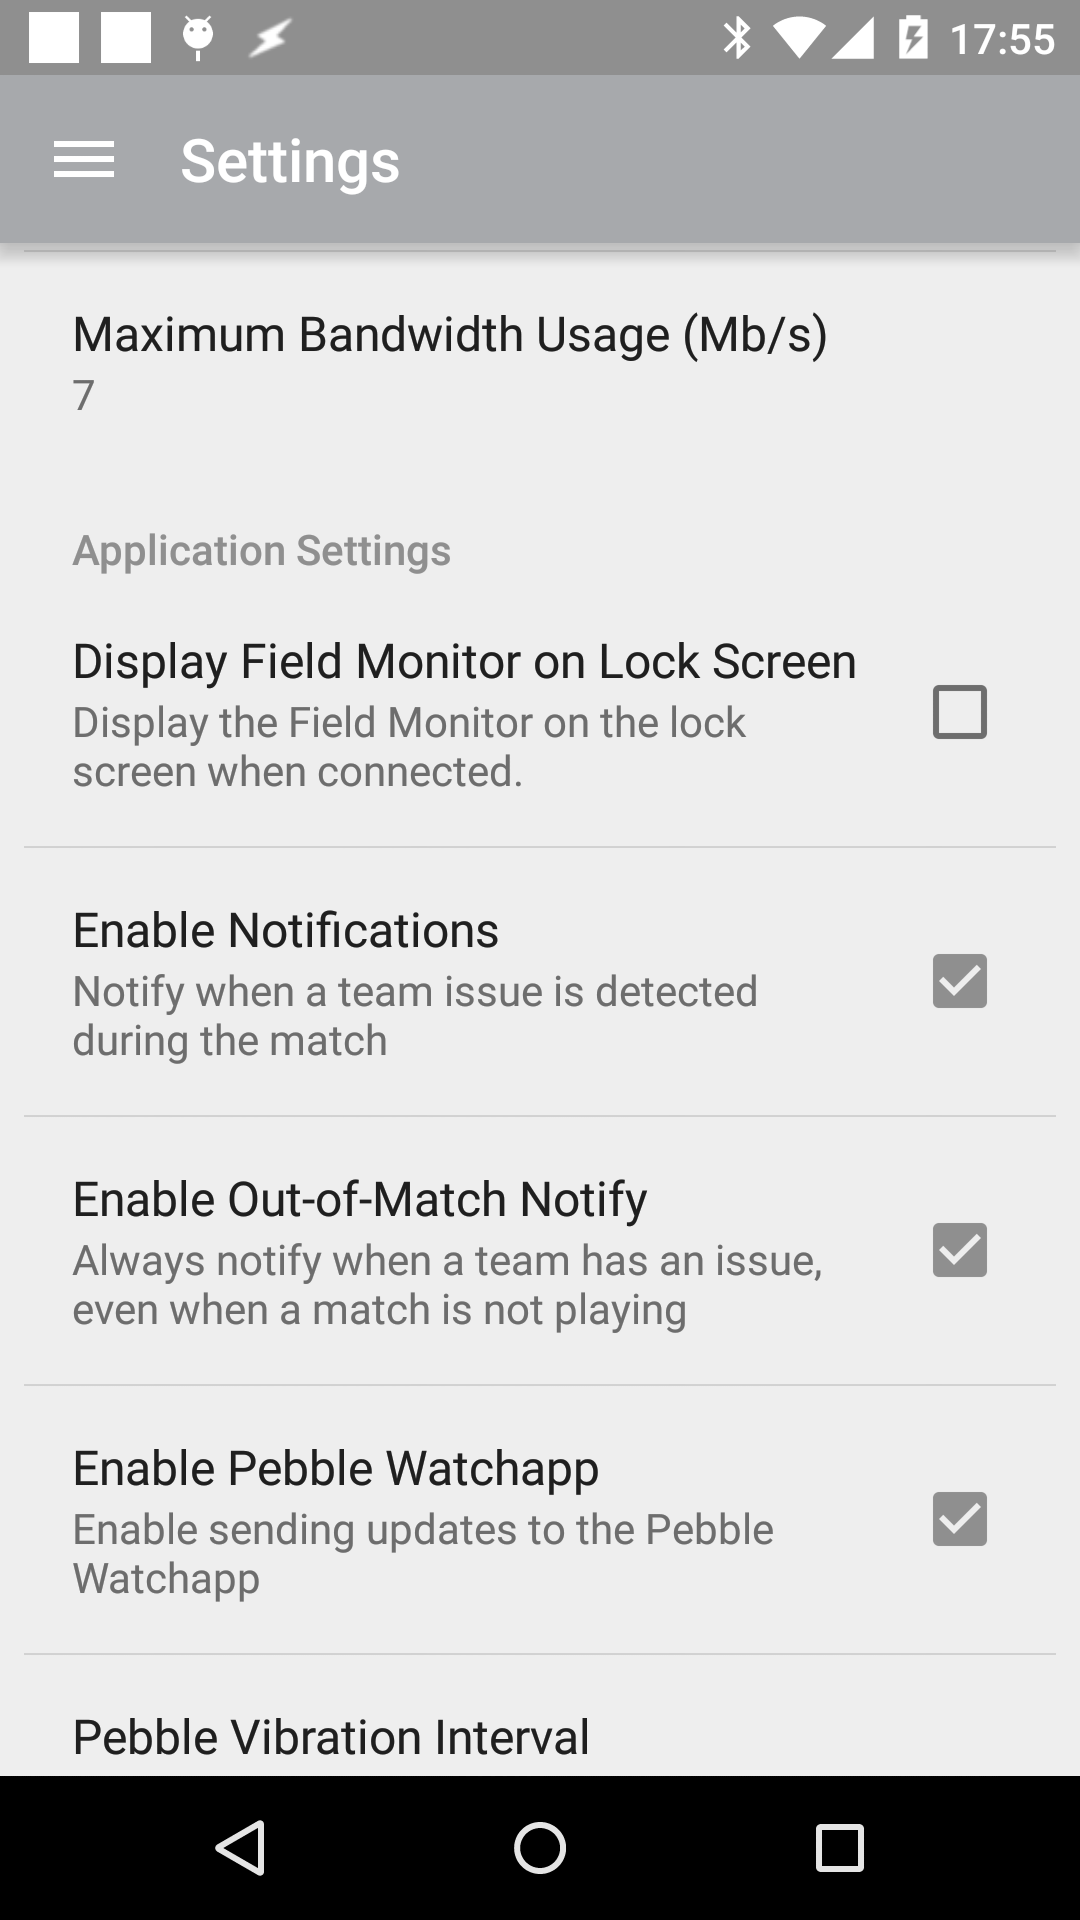 17:55
Settings
Maximum Bandwidth Usage (Mb/s)
7
Application Settings
Display Field Monitor on Lock Screen
Display the Field Monitor on the lock
screen when connected.
Enable Notifications
Notify when a team issue is detected
during the match
Enable Out-of-Match Notify
Always notify when a team has an issue,
even when a match is not playing
Enable Pebble Watchapp
Enable sending updates to the Pebble
Watchapp
Pebble Vibration Interval